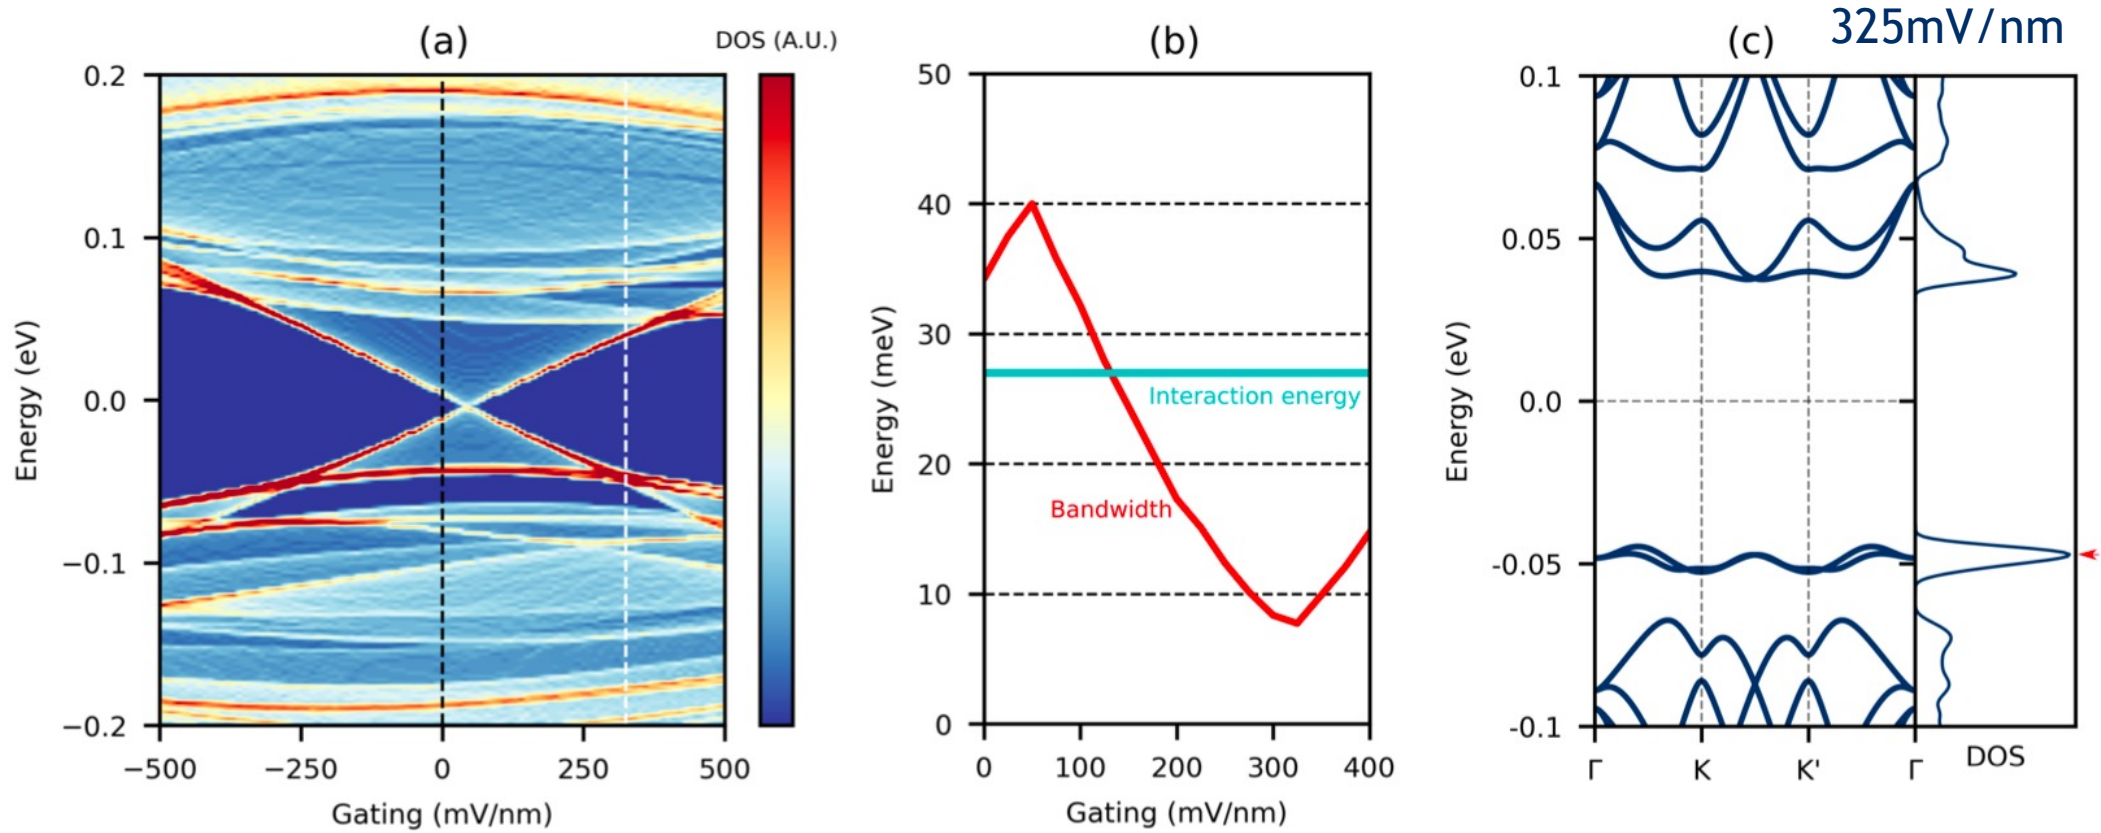 (a)
DOS (A.U.)
0.2
0.1
0.0
−0.1
−0.2
Energy (eV)
−500 −250 0 250 500
Gating (mV/nm)
(b)
50
40
30
20
10
0
Energy (meV)
Interaction energy
Bandwidth
0 100 200 300 400
Gating (mV/nm)
325mV/nm
(c)
0.1
0.05
0.0
-0.05
-0.1
Energy (eV)
Γ K K' Γ
DOS